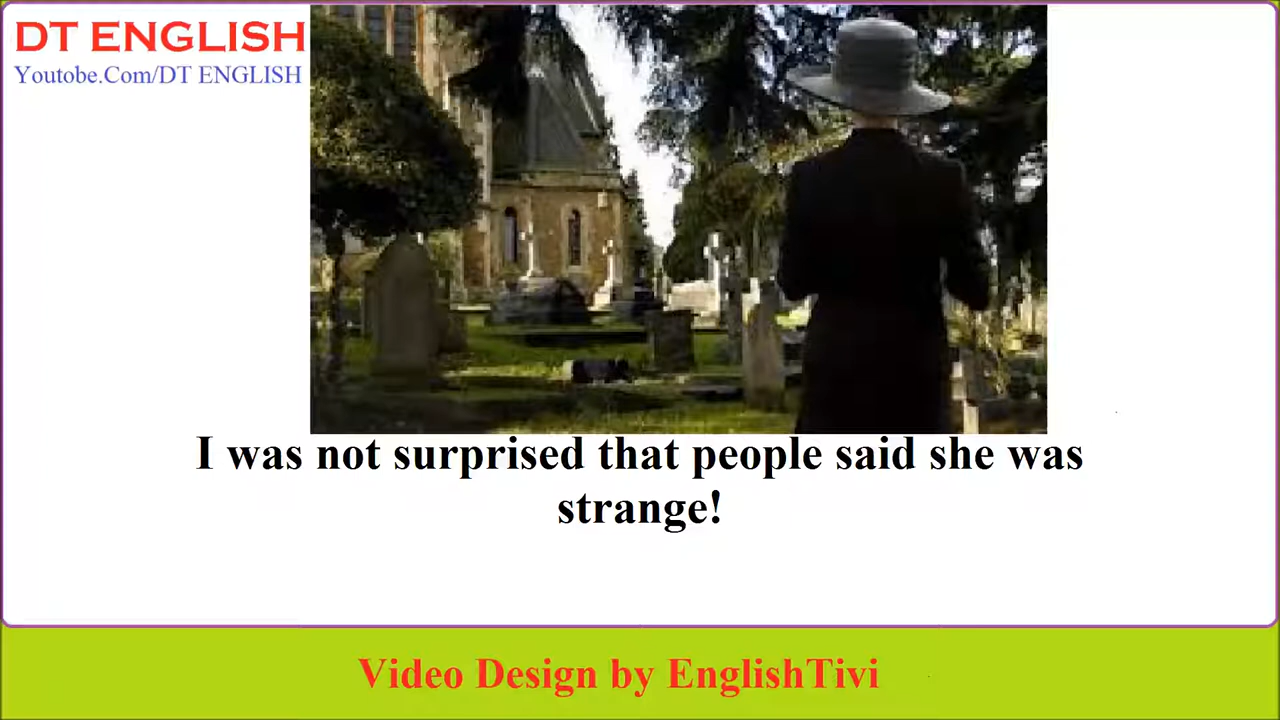 DT ENGLISH
Youtobe.Com/DT ENGLISH
I was not surprised that people said she was
strange!
Video Design by EnglishTivi